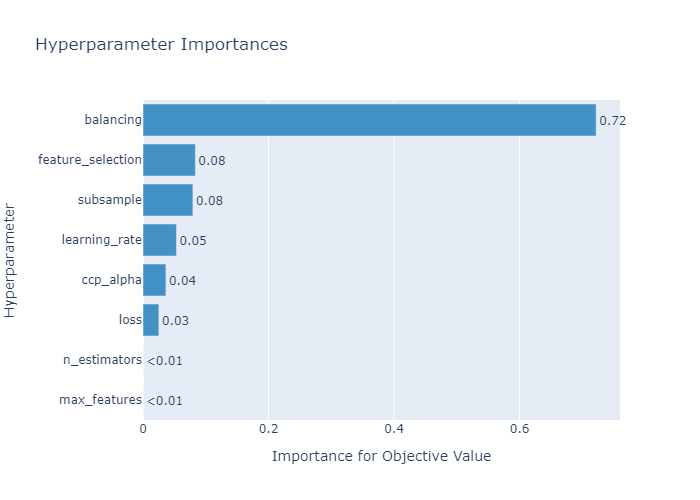 Hyperparameter Importances
balancing 0.72
feature_selection 0.08
subsample 0.08
learning_rate 0.05
ccp_alpha 0.04
loss 0.03
n_estimators <0.01
max_features <0.01
0 0.2 0.4 0.6
Importance for Objective Value
Hyperparameter